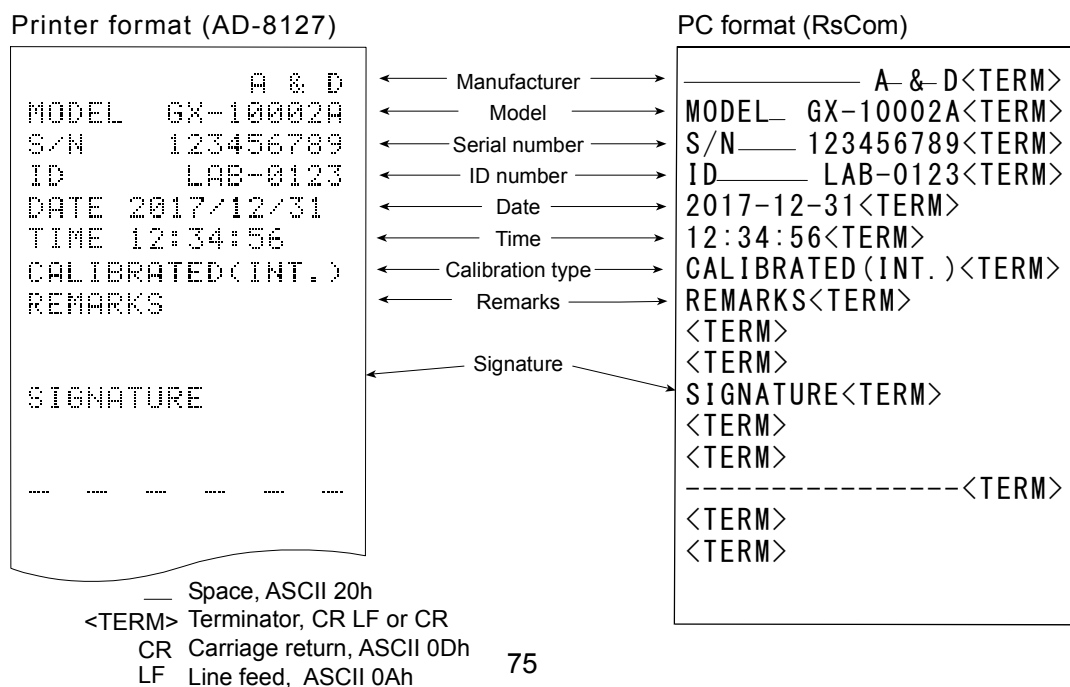 Printer format (AD-8127)
A & D
MODEL GX-10002A
S/N 123456789
ID LAB-0123
DATE 2017/12/31
TIME 12:34:56
CALIBRATED(INT.)
REMARKS
SIGNATURE
Manufacturer
Model
Serial number
ID number
Date
Time
Calibration type
Remarks
Signature
PC format (RsCom)
A & D<TERM>
MODEL GX-10002A<TERM>
S/N 123456789<TERM>
ID LAB-0123<TERM>
2017-12-31<TERM>
12:34:56<TERM>
CALIBRATED(INT.)<TERM>
REMARKS<TERM>
<TERM>
<TERM>
SIGNATURE<TERM>
<TERM>
<TERM>
----------------<TERM>
<TERM>
<TERM>
Space, ASCII 20h
<TERM> Terminator, CR LF or CR
CR Carriage return, ASCII 0Dh
LF Line feed, ASCII 0Ah
75